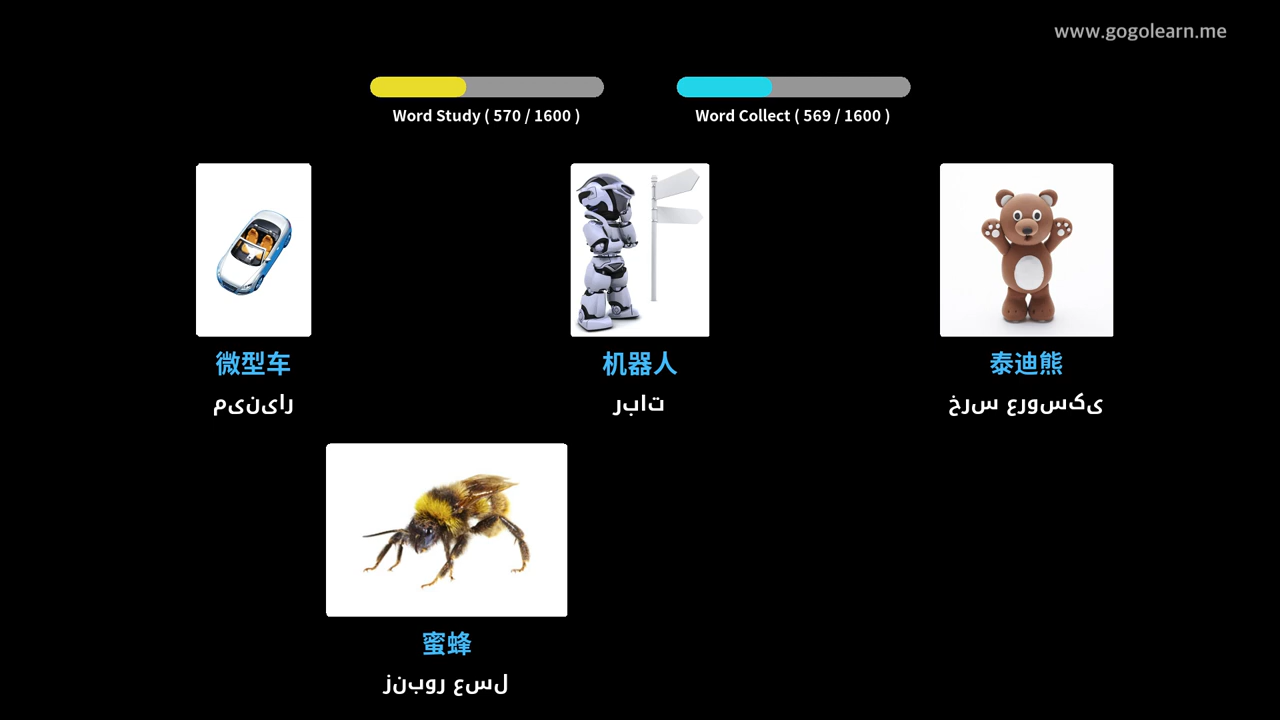 www.gogolearn.me
Word Study ( 570 / 1600 )
Word Collect ( 569 / 1600 )
微型车
机器人
泰迪熊
مینیار
ربات
خرس عروسکی
蜜蜂
زنبور عسل